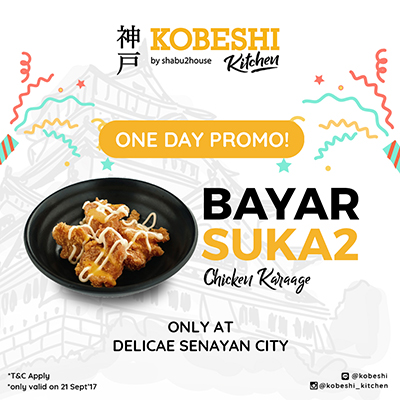 神戸
KOBESHI
by shabu2house Kitchen
ONE DAY PROMO!
BAYAR
SUKA2
Chicken Karaage
ONLY AT
DELICAE SENAYAN CITY
*T&C Apply
*only valid on 21 Sept'17
@kobeshi
@kobeshi_kitchen